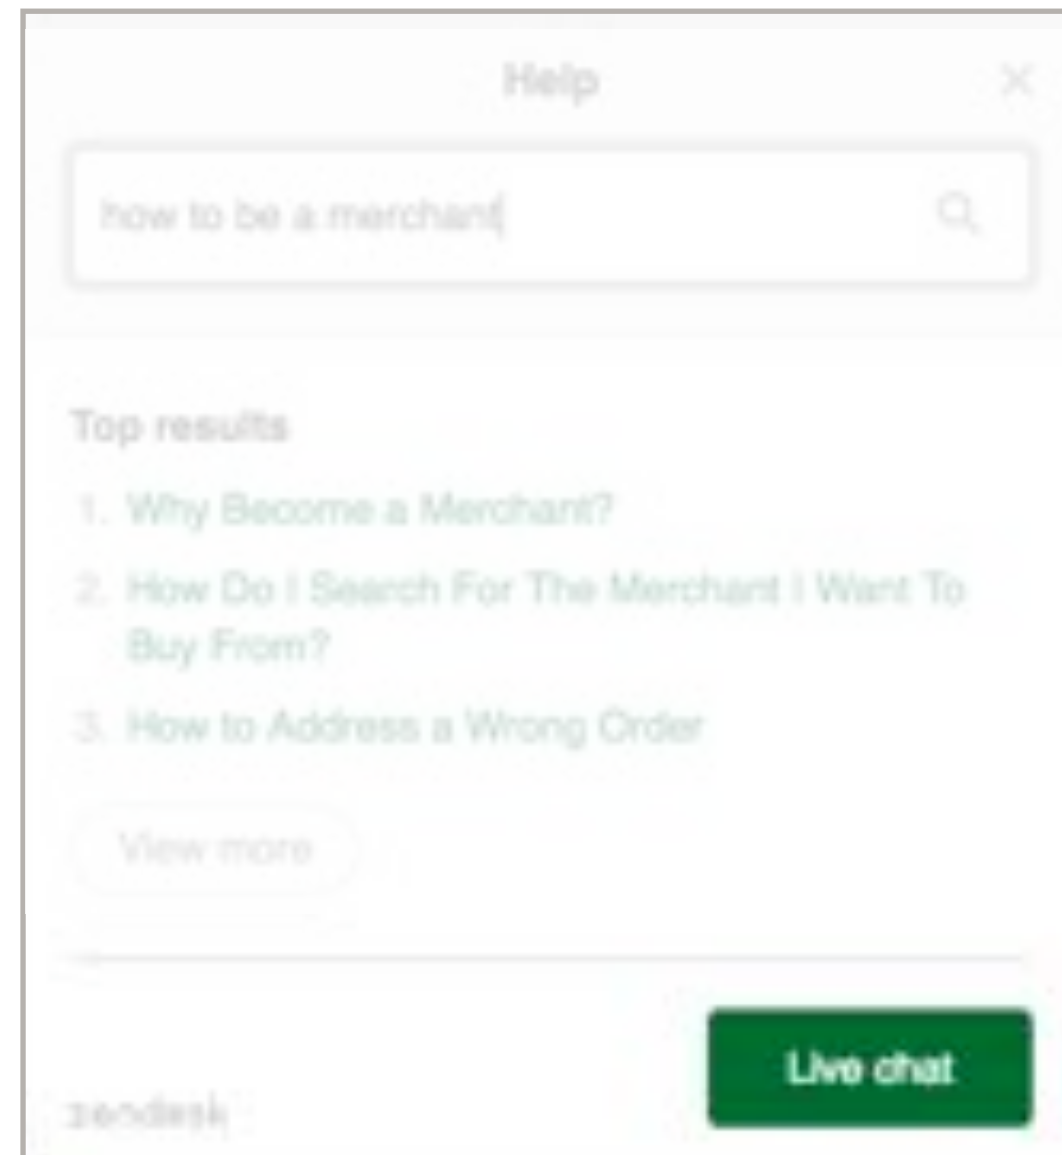 Help
how to be a merchant
Top results
1. Why Become a Merchant?
2. How Do I Search For The Merchant I Want To
Buy From?
3. How to Address a Wrong Order
View more
Live chat
zendesk